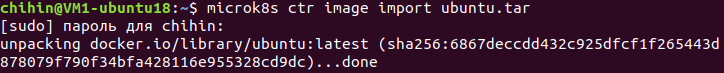 chihin@VM1-ubuntu18:~$ microk8s ctr image import ubuntu.tar
[sudo] пароль для chihin:
unpacking docker.io/library/ubuntu:latest (sha256:6867deccdd432c925dfcf1f265443d
878079f790f34bfa428116e955328cd9dc)...done